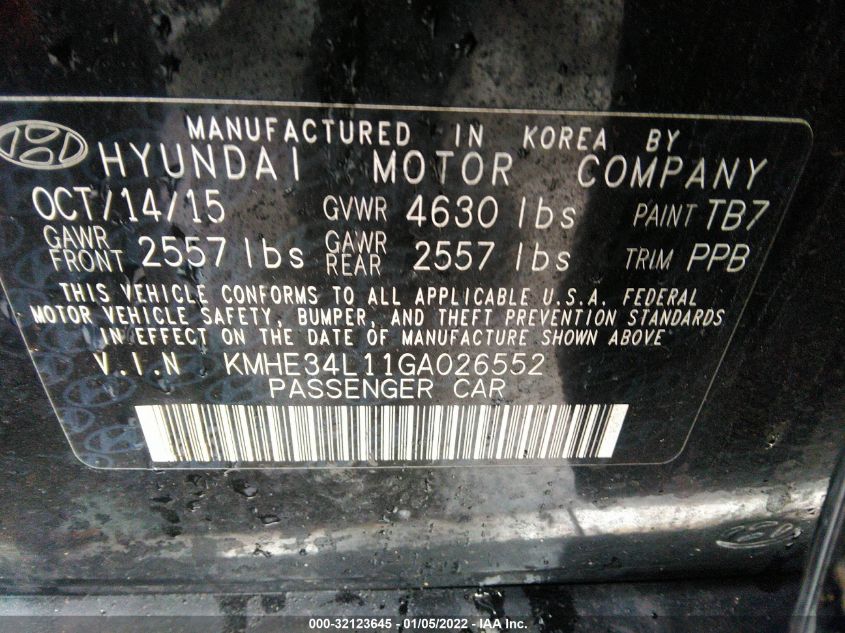 MANUFACTURED IN KOREA BY
HYUNDAI MOTOR COMPANY
OCT/14/15 GVWR 4630 lbs PAINT TB7
GAWR FRONT 2557 lbs GAWR REAR 2557 lbs TRIM PPB
THIS VEHICLE CONFORMS TO ALL APPLICABLE U.S.A. FEDERAL
MOTOR VEHICLE SAFETY, BUMPER, AND THEFT PREVENTION STANDARDS
IN EFFECT ON THE DATE OF MANUFACTURE SHOWN ABOVE
V.I.N KMHE34L11GA026552
PASSENGER CAR
000-32123645 - 01/05/2022 - © IAA, Inc.